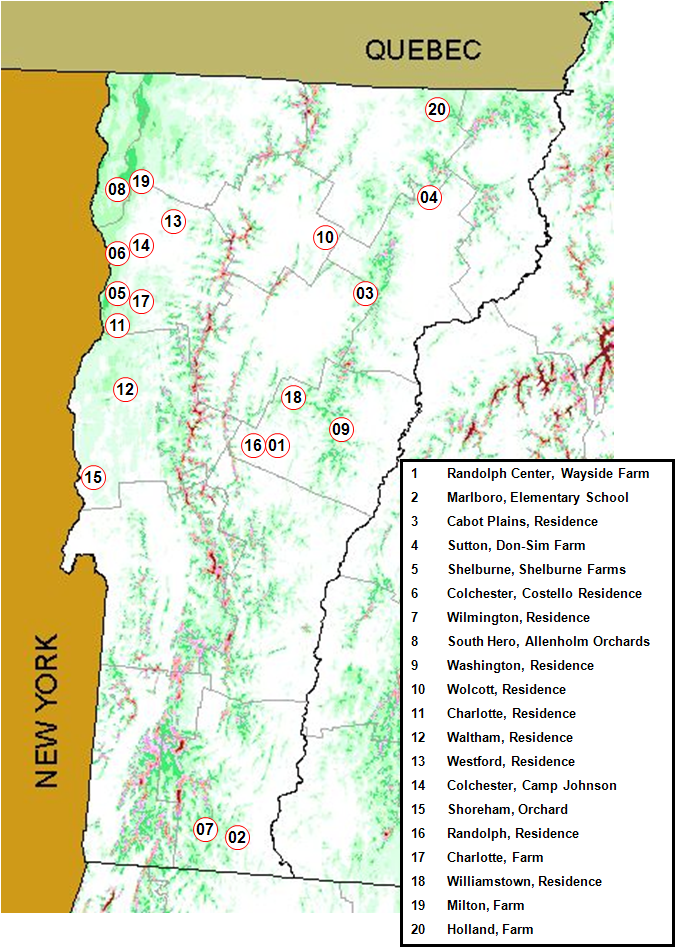 QUEBEC
20
08
19
04
13
10
14
06
05
17
03
11
12
18
09
16
01
15
NEW YORK
07
02
1 Randolph Center, Wayside Farm
2 Marlboro, Elementary School
3 Cabot Plains, Residence
4 Sutton, Don-Sim Farm
5 Shelburne, Shelburne Farms
6 Colchester, Costello Residence
7 Wilmington, Residence
8 South Hero, Allenholm Orchards
9 Washington, Residence
10 Wolcott, Residence
11 Charlotte, Residence
12 Waltham, Residence
13 Westford, Residence
14 Colchester, Camp Johnson
15 Shoreham, Orchard
16 Randolph, Residence
17 Charlotte, Farm
18 Williamstown, Residence
19 Milton, Farm
20 Holland, Farm